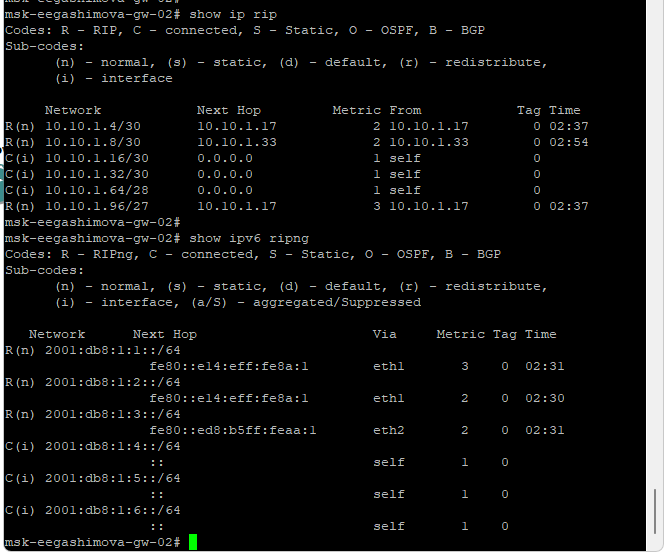 msk-eegashimova-gw-02# show ip rip
Codes: R - RIP, C - connected, S - Static, O - OSPF, B - BGP
Sub-codes:
      (n) - normal, (s) - static, (d) - default, (r) - redistribute,
      (i) - interface

     Network            Next Hop         Metric From            Tag Time
R(n) 10.10.1.4/30       10.10.1.17            2 10.10.1.17        0 02:37
R(n) 10.10.1.8/30       10.10.1.33            2 10.10.1.33        0 02:54
C(i) 10.10.1.16/30      0.0.0.0               1 self              0
C(i) 10.10.1.32/30      0.0.0.0               1 self              0
C(i) 10.10.1.64/28      0.0.0.0               1 self              0
R(n) 10.10.1.96/27      10.10.1.17            3 10.10.1.17        0 02:37
msk-eegashimova-gw-02#
msk-eegashimova-gw-02# show ipv6 ripng
Codes: R - RIPng, C - connected, S - Static, O - OSPF, B - BGP
Sub-codes:
      (n) - normal, (s) - static, (d) - default, (r) - redistribute,
      (i) - interface, (a/S) - aggregated/Suppressed

   Network      Next Hop                      Via     Metric Tag Time
R(n) 2001:db8:1:1::/64
                  fe80::e14:eff:fe8a:1        eth1       3    0  02:31
R(n) 2001:db8:1:2::/64
                  fe80::e14:eff:fe8a:1        eth1       2    0  02:30
R(n) 2001:db8:1:3::/64
                  fe80::ed8:b5ff:feaa:1       eth2       2    0  02:31
C(i) 2001:db8:1:4::/64
                  ::                          self       1    0
C(i) 2001:db8:1:5::/64
                  ::                          self       1    0
C(i) 2001:db8:1:6::/64
                  ::                          self       1    0
msk-eegashimova-gw-02#